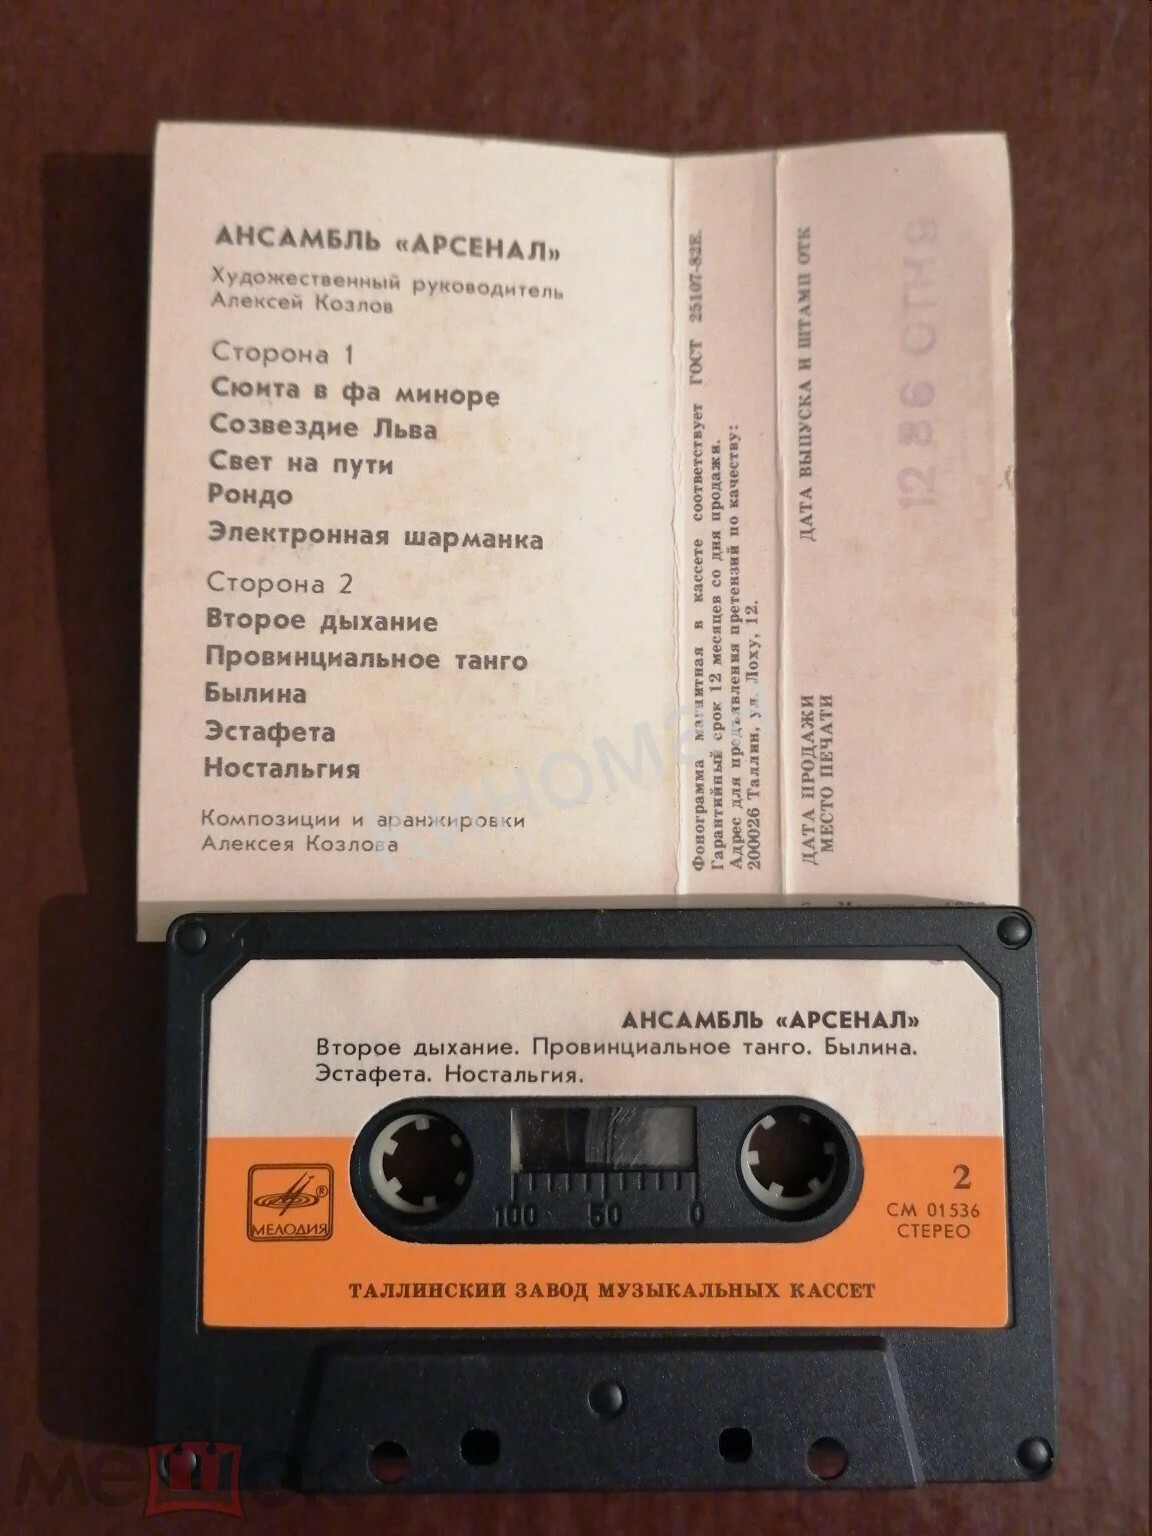 АНСАМБЛЬ «АРСЕНАЛ»
Художественный руководитель
Алексей Козлов
Сторона 1
Сюита в фа миноре
Созвездие Льва
Свет на пути
Рондо
Электронная шарманка
Сторона 2
Второе дыхание
Провинциальное танго
Былина
Эстафета
Ностальгия
Композиции и аранжировки
Алексея Козлова
Фонограмма магнитная в кассете соответствует ГОСТ 25107-82Е.
Гарантийный срок 12 месяцев со дня продажи.
Адрес для предъявления претензий по качеству:
200026 Таллин, ул. Лоху, 12.
ДАТА ВЫПУСКА И ШТАМП ОТК
ДАТА ПРОДАЖИ
МЕСТО ПЕЧАТИ
12 86
АНСАМБЛЬ «АРСЕНАЛ»
Второе дыхание. Провинциальное танго. Былина.
Эстафета. Ностальгия.
100 50 0
МЕЛОДИЯ
®
2
СМ 01536
СТЕРЕО
ТАЛЛИНСКИЙ ЗАВОД МУЗЫКАЛЬНЫХ КАССЕТ